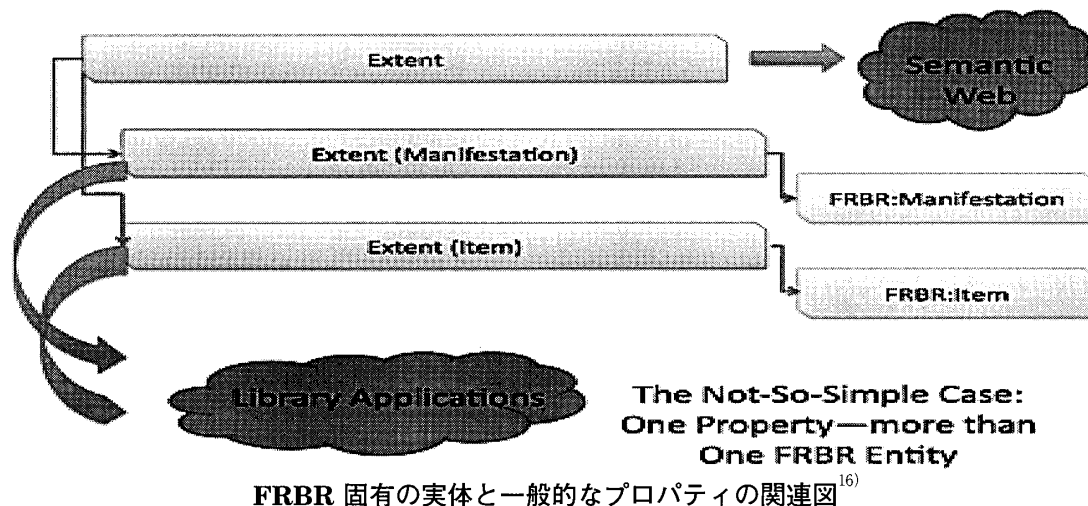 Extent
Semantic
Web
Extent (Manifestation)
FRBR:Manifestation
Extent (Item)
FRBR:Item
Library Applications
The Not-So-Simple Case:
One Property—more than
One FRBR Entity
FRBR 固有の実体と一般的なプロパティの関連図16)